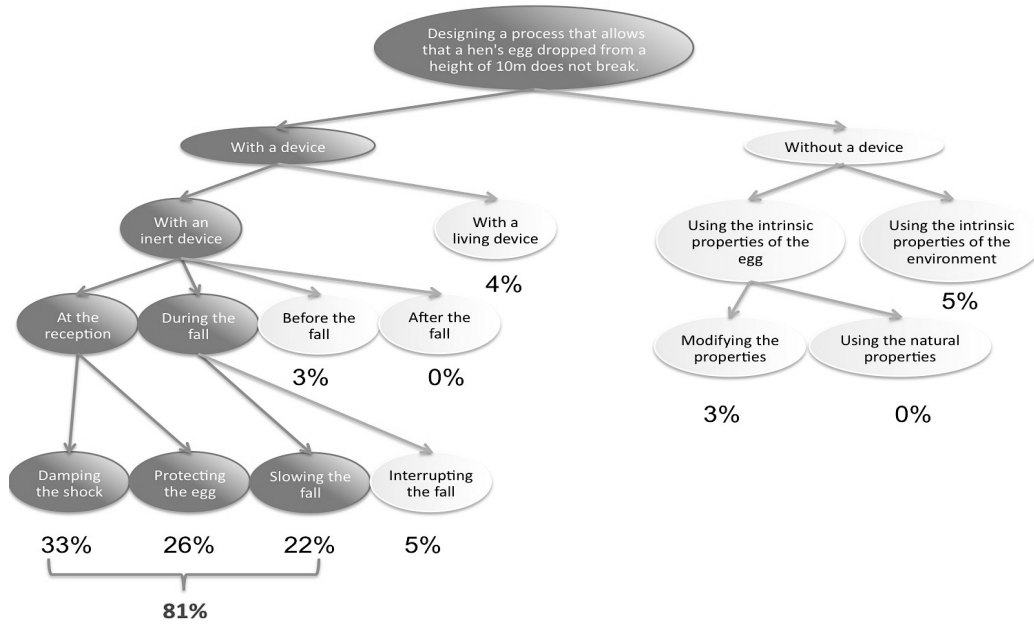 Designing a process that allows
that a hen's egg dropped from a
height of 10m does not break.
With a device
Without a device
With an
inert device
With a
living device
4%
Using the intrinsic
properties of the
egg
Using the intrinsic
properties of the
environment
5%
At the
reception
During the
fall
Before the
fall
3%
After the
fall
0%
Modifying the
properties
3%
Using the natural
properties
0%
Damping
the shock
33%
Protecting
the egg
26%
Slowing the
fall
22%
Interrupting
the fall
5%
81%